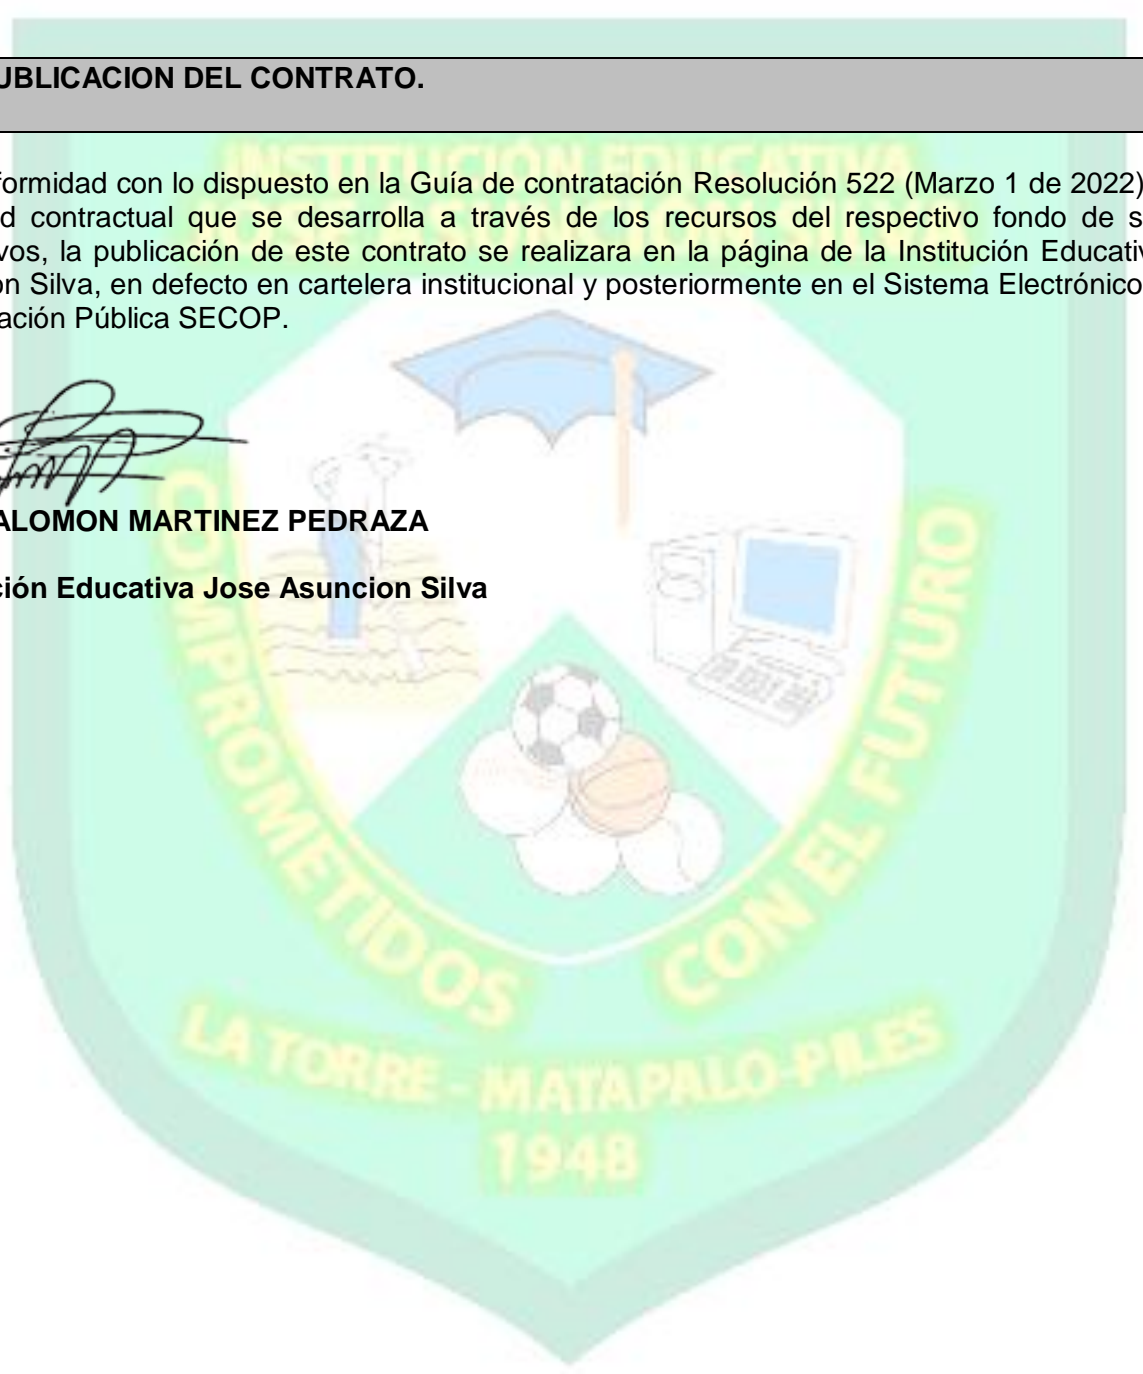 UBLICACION DEL CONTRATO.
INSTITUCIÓN EDUCATIVA
formidad con lo dispuesto en la Guía de contratación Resolución 522 (Marzo 1 de 2022)
d contractual que se desarrolla a través de los recursos del respectivo fondo de s
vos, la publicación de este contrato se realizara en la página de la Institución Educativ
on Silva, en defecto en cartelera institucional y posteriormente en el Sistema Electrónico
ación Pública SECOP.
ALOMON MARTINEZ PEDRAZA
ción Educativa Jose Asuncion Silva
COMPROMETIDOS CON EL FUTURO
LA TORRE - MATAPALO-PILES
1948